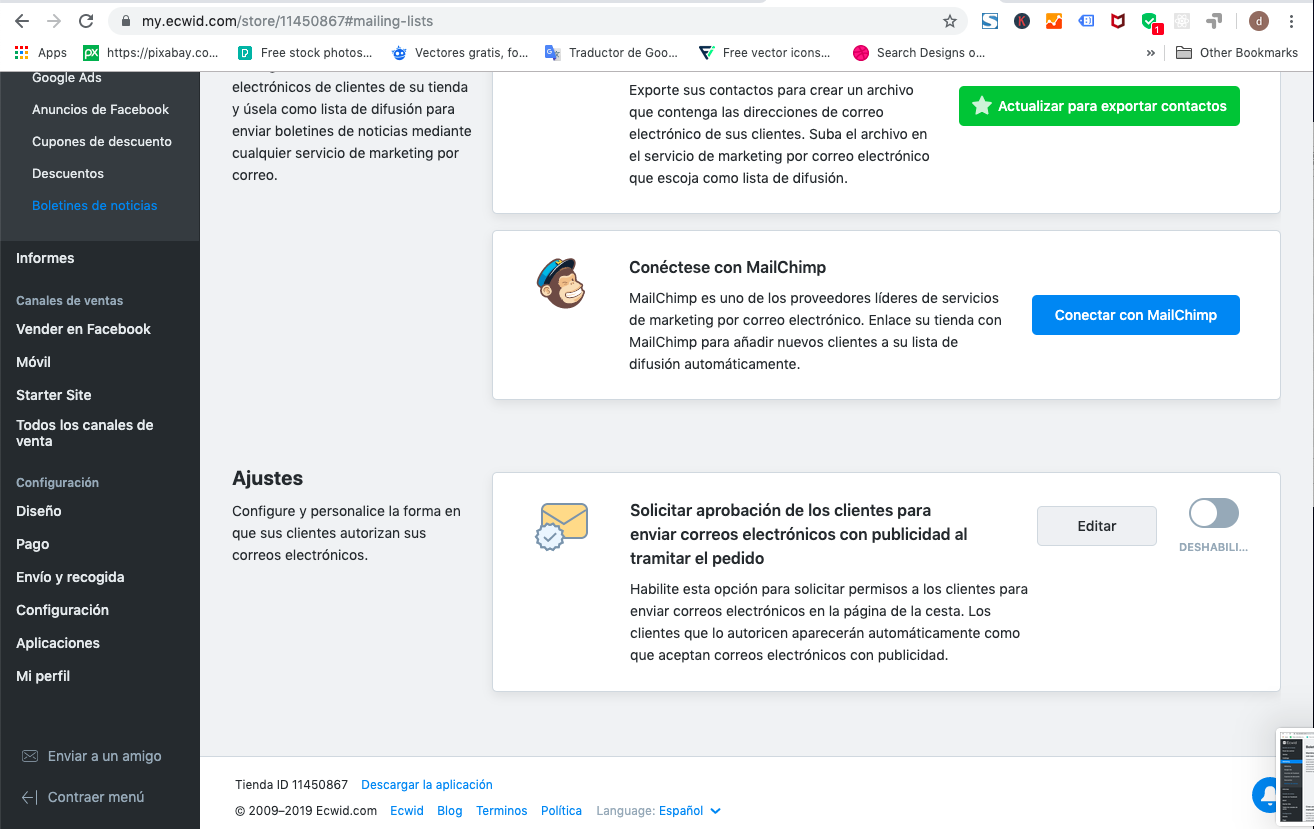 my.ecwid.com/store/11450867#mailing-lists
1
d
Apps
https://pixabay.co...
Free stock photos...
Vectores gratis, fo...
Traductor de Goo...
Free vector icons...
Search Designs o...
»
Other Bookmarks
Google Ads
Anuncios de Facebook
Cupones de descuento
Descuentos
Boletines de noticias
Informes
Canales de ventas
Vender en Facebook
Móvil
Starter Site
Todos los canales de
venta
Configuración
Diseño
Pago
Envío y recogida
Configuración
Aplicaciones
Mi perfil
Enviar a un amigo
Contraer menú
electrónicos de clientes de su tienda
y úsela como lista de difusión para
enviar boletines de noticias mediante
cualquier servicio de marketing por
correo.
Exporte sus contactos para crear un archivo
que contenga las direcciones de correo
electrónico de sus clientes. Suba el archivo en
el servicio de marketing por correo electrónico
que escoja como lista de difusión.
Actualizar para exportar contactos
Conéctese con MailChimp
MailChimp es uno de los proveedores líderes de servicios
de marketing por correo electrónico. Enlace su tienda con
MailChimp para añadir nuevos clientes a su lista de
difusión automáticamente.
Conectar con MailChimp
Ajustes
Configure y personalice la forma en
que sus clientes autorizan sus
correos electrónicos.
Solicitar aprobación de los clientes para
enviar correos electrónicos con publicidad al
tramitar el pedido
Habilite esta opción para solicitar permisos a los clientes para
enviar correos electrónicos en la página de la cesta. Los
clientes que lo autoricen aparecerán automáticamente como
que aceptan correos electrónicos con publicidad.
Editar
DESHABILI...
Tienda ID 11450867 Descargar la aplicación
© 2009–2019 Ecwid.com Ecwid Blog Terminos Política Language: Español